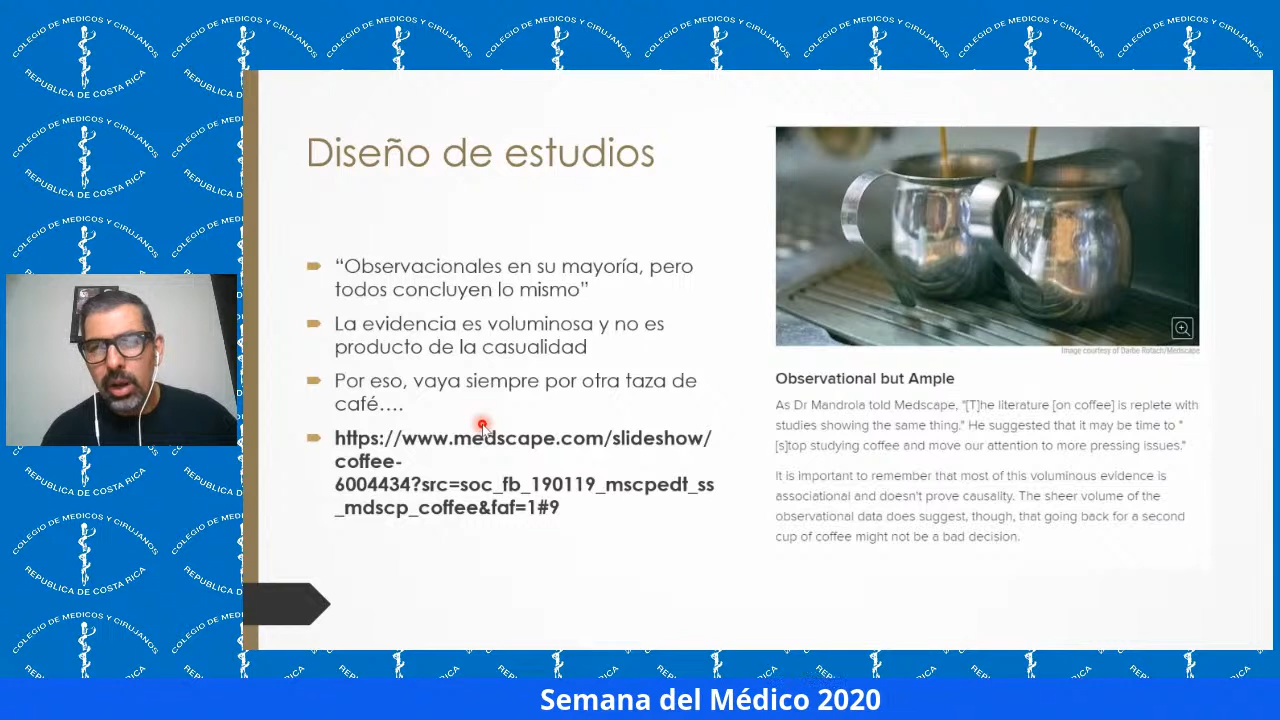 COLEGIO DE MEDICOS Y CIRUJANOS
REPUBLICA DE COSTA RICA
Diseño de estudios
“Observacionales en su mayoría, pero
todos concluyen lo mismo”
La evidencia es voluminosa y no es
producto de la casualidad
Por eso, vaya siempre por otra taza de
café....
https://www.medscape.com/slideshow/
coffee-
6004434?src=soc_fb_190119_mscpedt_ss
_mdscp_coffee&faf=1#9
Image courtesy of Darbe Rotach/Medscape
Observational but Ample
As Dr Mandrola told Medscape, "[T]he literature [on coffee] is replete with
studies showing the same thing." He suggested that it may be time to "
[s]top studying coffee and move our attention to more pressing issues."
It is important to remember that most of this voluminous evidence is
associational and doesn't prove causality. The sheer volume of the
observational data does suggest, though, that going back for a second
cup of coffee might not be a bad decision.
Semana del Médico 2020